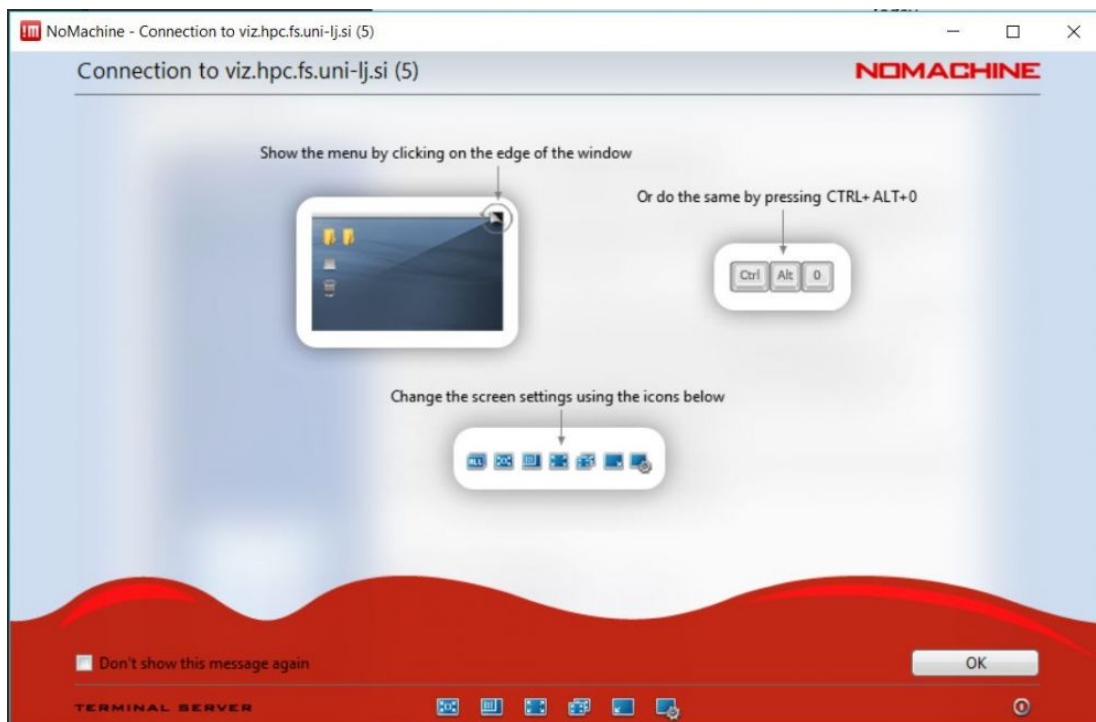 NoMachine - Connection to viz.hpc.fs.uni-lj.si (5)
Connection to viz.hpc.fs.uni-lj.si (5)
NOMACHINE
Show the menu by clicking on the edge of the window
Or do the same by pressing CTRL+ALT+0
Ctrl Alt 0
Change the screen settings using the icons below
ALL
Don't show this message again
OK
TERMINAL SERVER